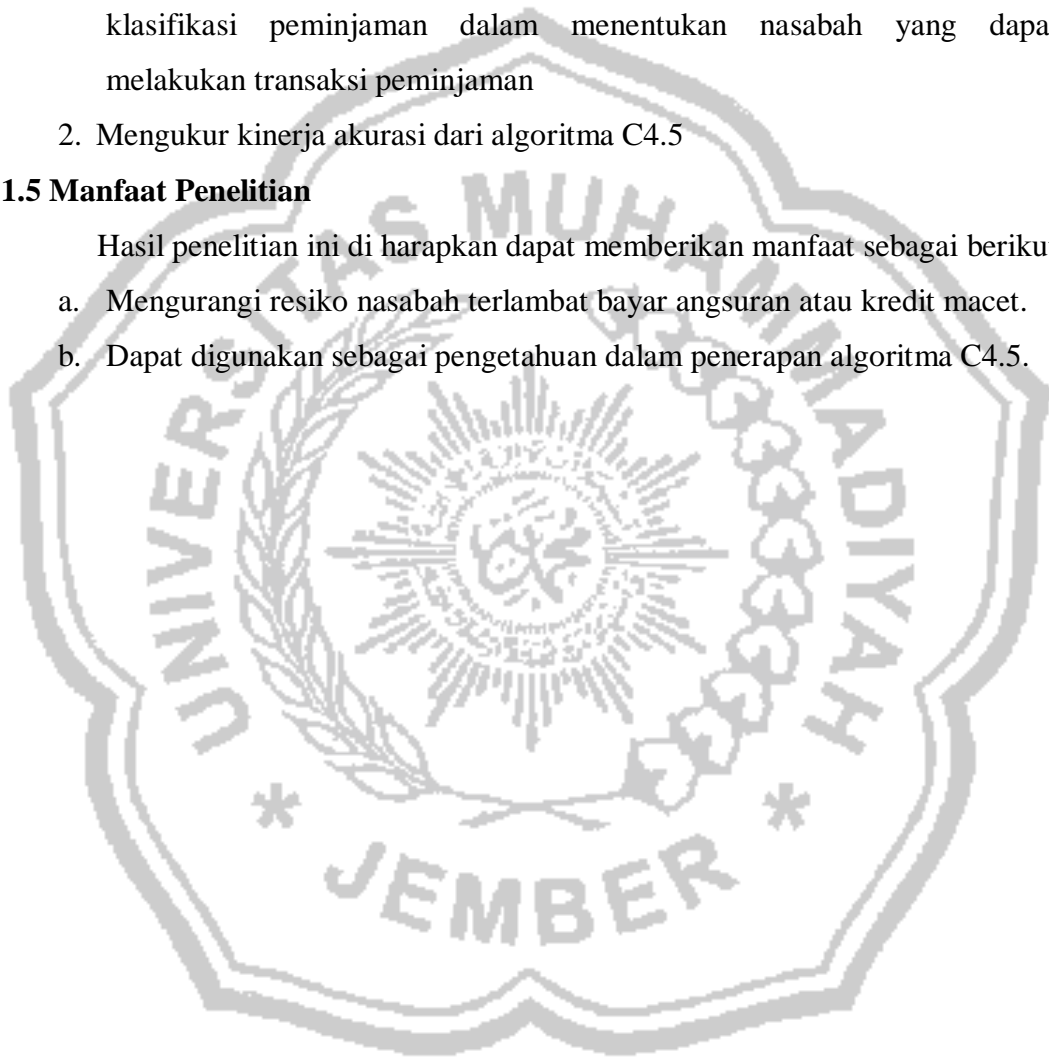 klasifikasi peminjaman dalam menentukan nasabah yang dapa
melakukan transaksi peminjaman
2. Mengukur kinerja akurasi dari algoritma C4.5
1.5 Manfaat Penelitian
Hasil penelitian ini di harapkan dapat memberikan manfaat sebagai beriku
a. Mengurangi resiko nasabah terlambat bayar angsuran atau kredit macet.
b. Dapat digunakan sebagai pengetahuan dalam penerapan algoritma C4.5.
UNIVERSITAS MUHAMMADIYAH
* JEMBER *